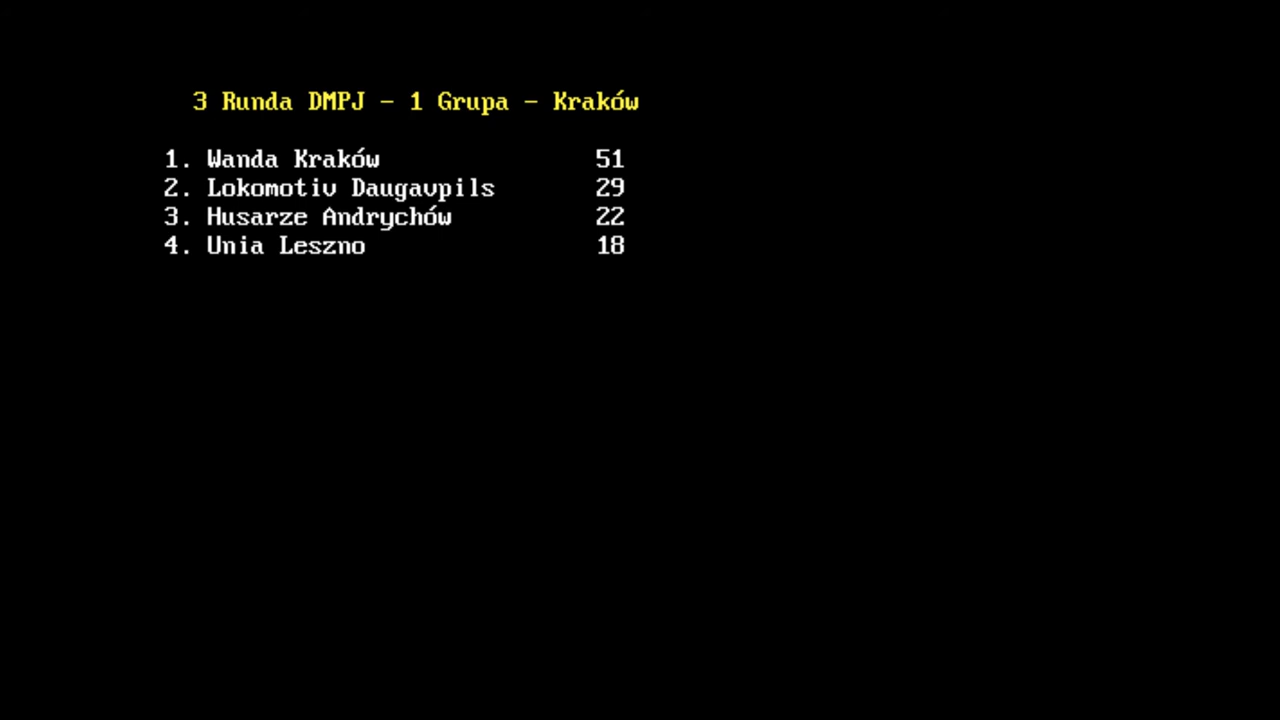 3 Runda DMPJ - 1 Grupa - Kraków
1. Wanda Kraków 51
2. Lokomotiv Daugavpils 29
3. Husarze Andrychów 22
4. Unia Leszno 18